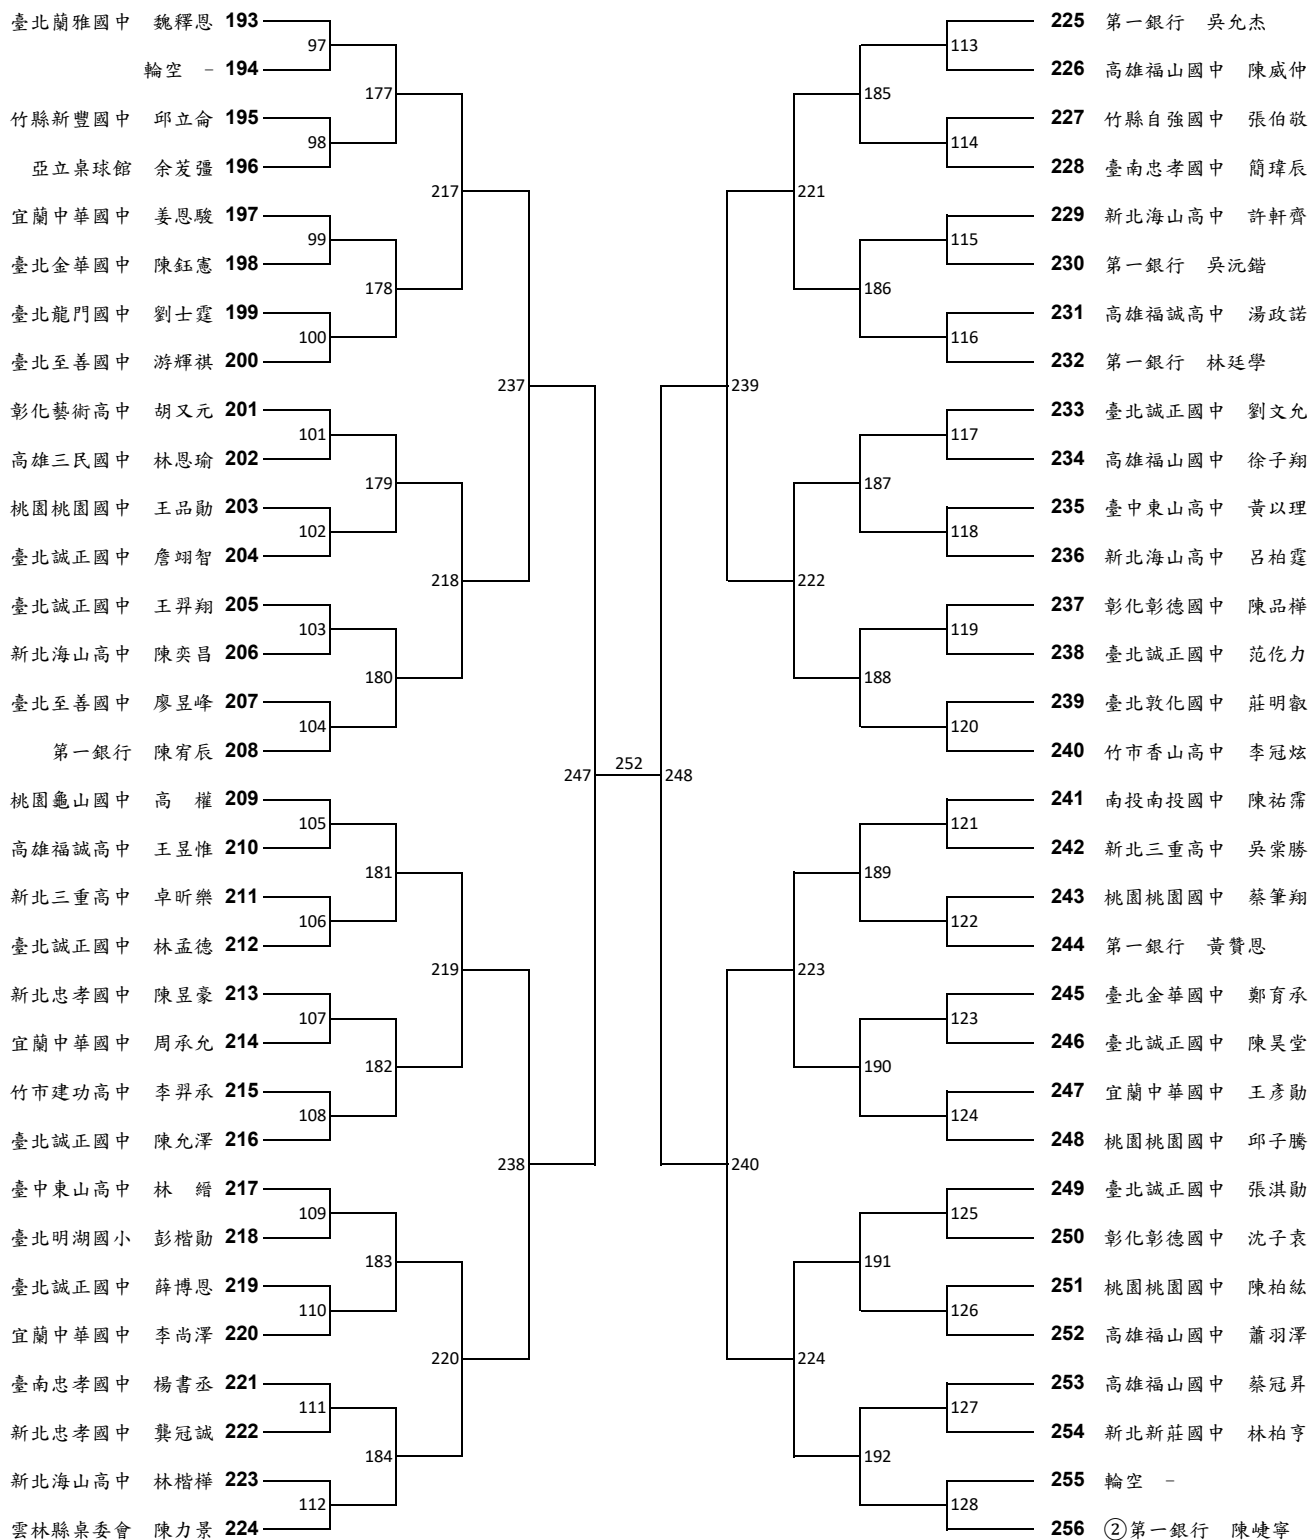 臺北蘭雅國中 魏釋恩 193
輪空 - 194
竹縣新豐國中 邱立侖 195
亞立桌球館 余苃彊 196
宜蘭中華國中 姜恩駿 197
臺北金華國中 陳鈺憲 198
臺北龍門國中 劉士霆 199
臺北至善國中 游輝祺 200
彰化藝術高中 胡又元 201
高雄三民國中 林恩瑜 202
桃園桃園國中 王品勛 203
臺北誠正國中 詹翊智 204
臺北誠正國中 王羿翔 205
新北海山高中 陳奕昌 206
臺北至善國中 廖昱峰 207
第一銀行 陳宥辰 208
桃園龜山國中 高 權 209
高雄福誠高中 王昱惟 210
新北三重高中 卓昕樂 211
臺北誠正國中 林孟德 212
新北忠孝國中 陳昱豪 213
宜蘭中華國中 周承允 214
竹市建功高中 李羿承 215
臺北誠正國中 陳允澤 216
臺中東山高中 林 縉 217
臺北明湖國小 彭楷勛 218
臺北誠正國中 薛博恩 219
宜蘭中華國中 李尚澤 220
臺南忠孝國中 楊書丞 221
新北忠孝國中 龔冠誠 222
新北海山高中 林楷樺 223
雲林縣桌委會 陳力景 224
97
98
99
100
101
102
103
104
105
106
107
108
109
110
111
112
177
178
179
180
181
182
183
184
217
218
219
220
237
238
247
252
248
239
240
221
222
223
224
185
186
187
188
189
190
191
192
113
114
115
116
117
118
119
120
121
122
123
124
125
126
127
128
225 第一銀行 吳允杰
226 高雄福山國中 陳威仲
227 竹縣自強國中 張伯敬
228 臺南忠孝國中 簡瑋辰
229 新北海山高中 許軒齊
230 第一銀行 吳沅鍇
231 高雄福誠高中 湯政諾
232 第一銀行 林廷學
233 臺北誠正國中 劉文允
234 高雄福山國中 徐子翔
235 臺中東山高中 黃以理
236 新北海山高中 呂柏霆
237 彰化彰德國中 陳品樺
238 臺北誠正國中 范仡力
239 臺北敦化國中 莊明叡
240 竹市香山高中 李冠炫
241 南投南投國中 陳祐霈
242 新北三重高中 吳棠勝
243 桃園桃園國中 蔡筆翔
244 第一銀行 黃贊恩
245 臺北金華國中 鄭育承
246 臺北誠正國中 陳昊堂
247 宜蘭中華國中 王彥勛
248 桃園桃園國中 邱子騰
249 臺北誠正國中 張淇勛
250 彰化彰德國中 沈子袁
251 桃園桃園國中 陳柏紘
252 高雄福山國中 蕭羽澤
253 高雄福山國中 蔡冠昇
254 新北新莊國中 林柏亨
255 輪空 -
256 ②第一銀行 陳崨寧